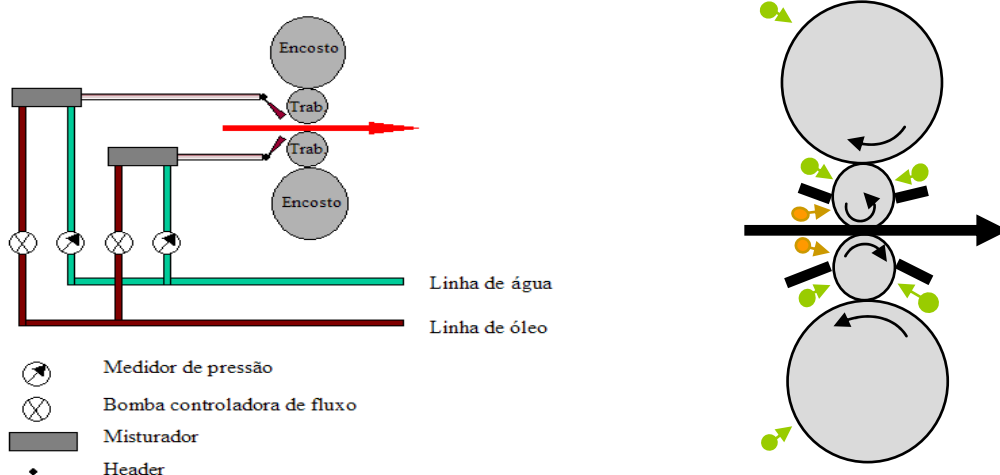 Encosto
Trab.
Trab.
Encosto
Linha de água
Linha de óleo
Medidor de pressão
Bomba controladora de fluxo
Misturador
Header